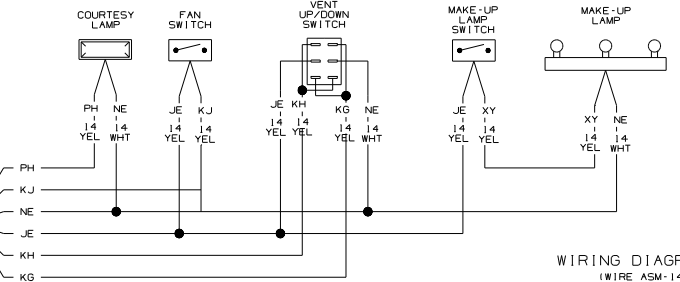 COURTESY
LAMP
FAN
SWITCH
VENT
UP/DOWN
SWITCH
MAKE-UP
LAMP
SWITCH
MAKE-UP
LAMP
PH NE
14 14
YEL WHT
JE KJ
14 14
YEL YEL
JE KH
14 14
YEL YEL
KG NE
14 14
YEL WHT
JE XY
14 14
YEL YEL
XY NE
14 14
YEL WHT
PH
KJ
NE
JE
KH
KG
WIRING DIAGR
(WIRE ASM-14